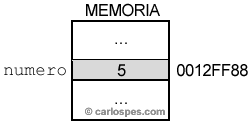 MEMORIA
...
numero 5 0012FF88
...
© carlospes.com